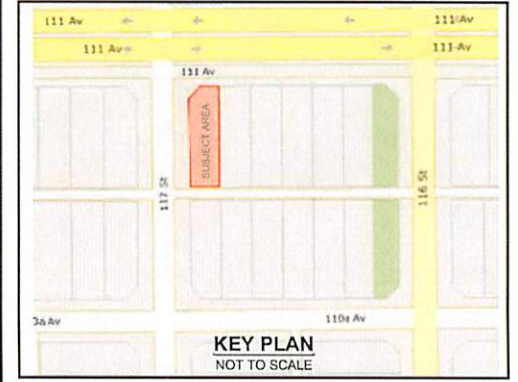 111 Av
111 Av
111 Av
111 Av
111 Av
SUBJECT AREA
117 St
116 St
110a Av
KEY PLAN
NOT TO SCALE